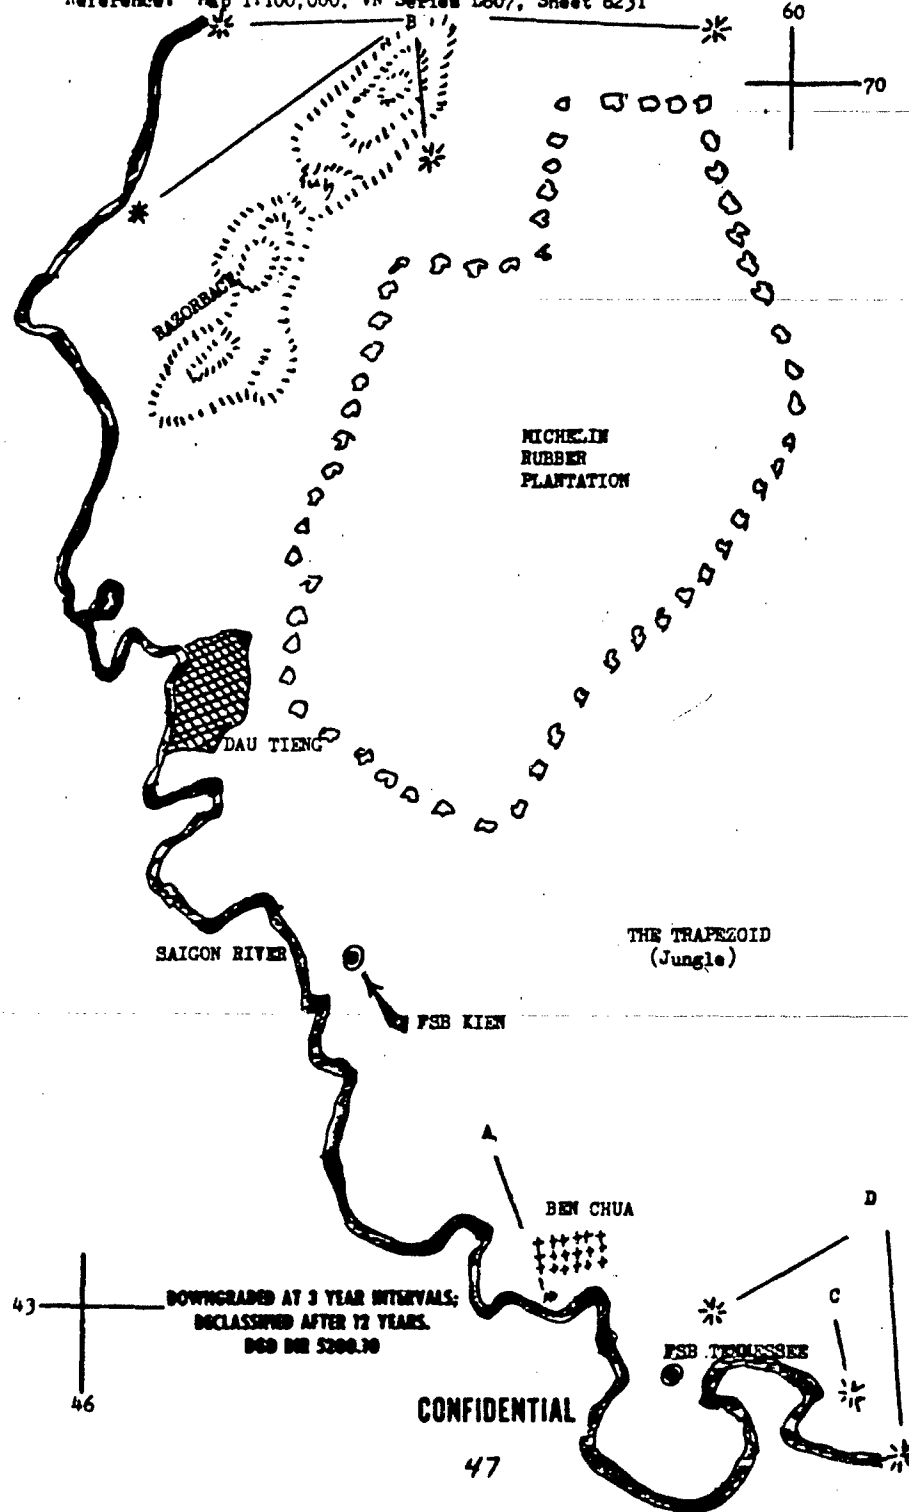 Reference: Map 1:100,000, VN Series L607, Sheet 6231
60
B
70
RAZORBACK
MICHELIN
RUBBER
PLANTATION
DAU TIENG
SAIGON RIVER
THE TRAPEZOID
(Jungle)
FSB KIEN
A
BEN CHUA
D
43
DOWNGRADED AT 3 YEAR INTERVALS;
DECLASSIFIED AFTER 12 YEARS.
DOD DIR 5200.10
C
FSB TENNESSEE
46
CONFIDENTIAL
47